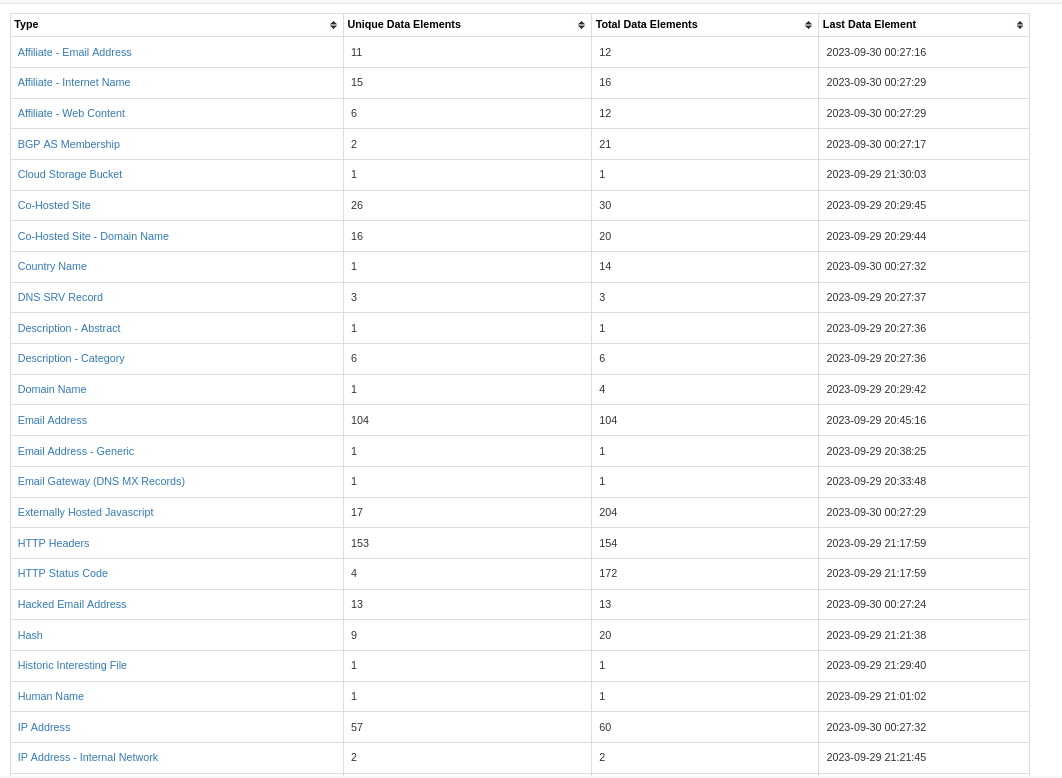 Type Unique Data Elements Total Data Elements Last Data Element
Affiliate - Email Address 11 12 2023-09-30 00:27:16
Affiliate - Internet Name 15 16 2023-09-30 00:27:29
Affiliate - Web Content 6 12 2023-09-30 00:27:29
BGP AS Membership 2 21 2023-09-30 00:27:17
Cloud Storage Bucket 1 1 2023-09-29 21:30:03
Co-Hosted Site 26 30 2023-09-29 20:29:45
Co-Hosted Site - Domain Name 16 20 2023-09-29 20:29:44
Country Name 1 14 2023-09-30 00:27:32
DNS SRV Record 3 3 2023-09-29 20:27:37
Description - Abstract 1 1 2023-09-29 20:27:36
Description - Category 6 6 2023-09-29 20:27:36
Domain Name 1 4 2023-09-29 20:29:42
Email Address 104 104 2023-09-29 20:45:16
Email Address - Generic 1 1 2023-09-29 20:38:25
Email Gateway (DNS MX Records) 1 1 2023-09-29 20:33:48
Externally Hosted Javascript 17 204 2023-09-30 00:27:29
HTTP Headers 153 154 2023-09-29 21:17:59
HTTP Status Code 4 172 2023-09-29 21:17:59
Hacked Email Address 13 13 2023-09-30 00:27:24
Hash 9 20 2023-09-29 21:21:38
Historic Interesting File 1 1 2023-09-29 21:29:40
Human Name 1 1 2023-09-29 21:01:02
IP Address 57 60 2023-09-30 00:27:32
IP Address - Internal Network 2 2 2023-09-29 21:21:45